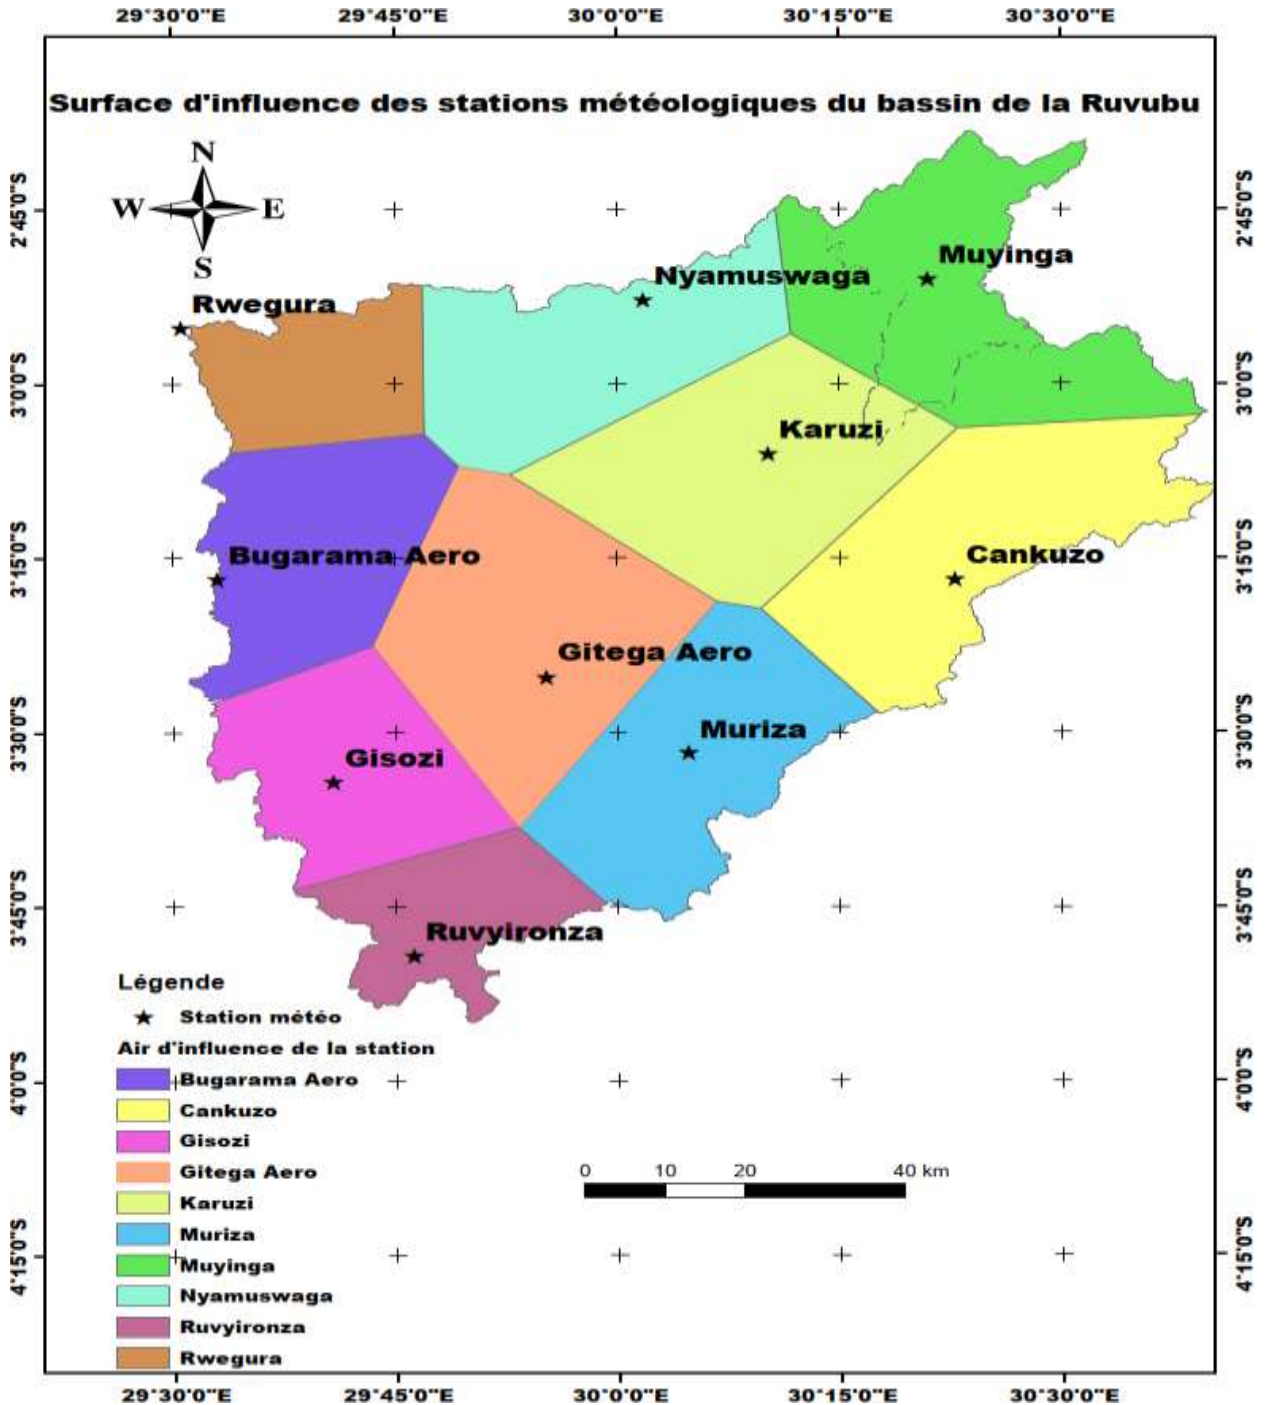 29°30'0"E 29°45'0"E 30°0'0"E 30°15'0"E 30°30'0"E
Surface d'influence des stations météologiques du bassin de la Ruvubu
N
W E
S
2°45'0"S 2°45'0"S
Muyinga
Nyamuswaga
Rwegura
3°0'0"S 3°0'0"S
Karuzi
3°15'0"S 3°15'0"S
Bugarama Aero
Cankuzo
Gitega Aero
3°30'0"S 3°30'0"S
Muriza
Gisozi
3°45'0"S 3°45'0"S
Ruvyironza
Légende
Station météo
Air d'influence de la station
4°0'0"S 4°0'0"S
Bugarama Aero
Cankuzo
Gisozi
Gitega Aero
Karuzi
Muriza
Muyinga
Nyamuswaga
Ruvyironza
Rwegura
0 10 20 40 km
4°15'0"S 4°15'0"S
29°30'0"E 29°45'0"E 30°0'0"E 30°15'0"E 30°30'0"E